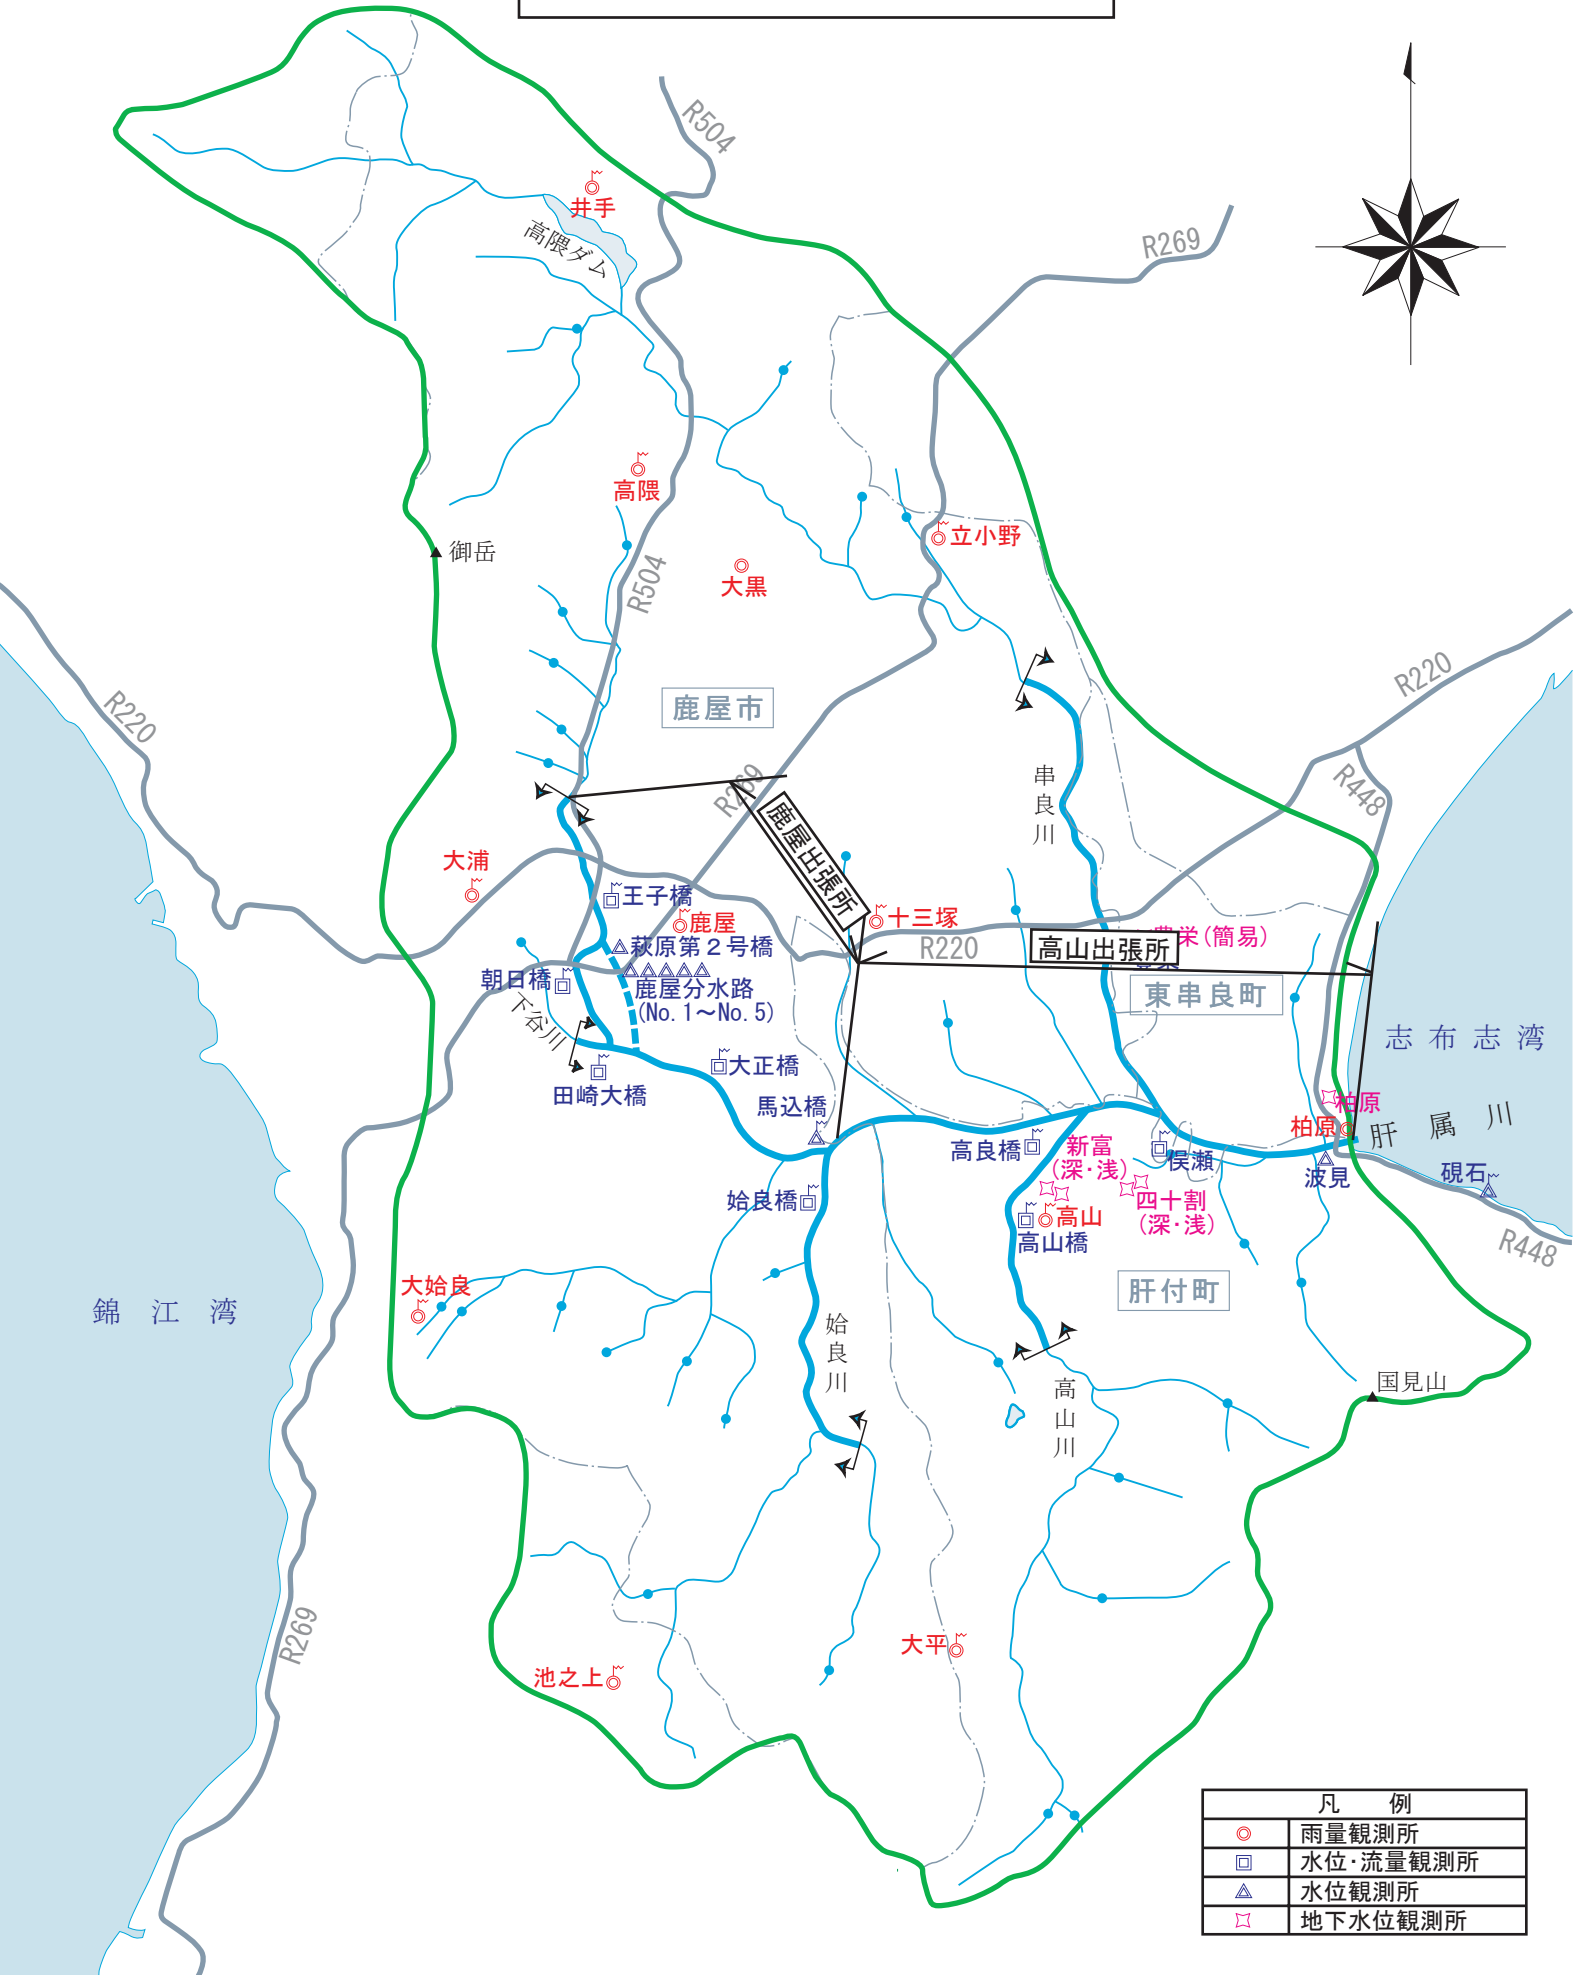 R504
井手
高隈ダム
R269
高隈
立小野
御岳
大黒
R504
R220
鹿屋市
R220
R269
串良川
R448
鹿屋出張所
大浦
王子橋
鹿屋
十三塚
萩原第2号橋
R220
高山出張所
豊栄(簡易)
朝日橋
鹿屋分水路
(No.1～No.5)
下谷川
東串良町
志布志湾
大正橋
田崎大橋
馬込橋
柏原
柏原
肝属川
高良橋
新富
(深・浅)
俣瀬
波見
硯石
姶良橋
四十割
(深・浅)
高山
高山橋
R448
大姶良
肝付町
錦江湾
姶良川
国見山
高山川
R269
大平
池之上
凡 例
雨量観測所
水位・流量観測所
水位観測所
地下水位観測所